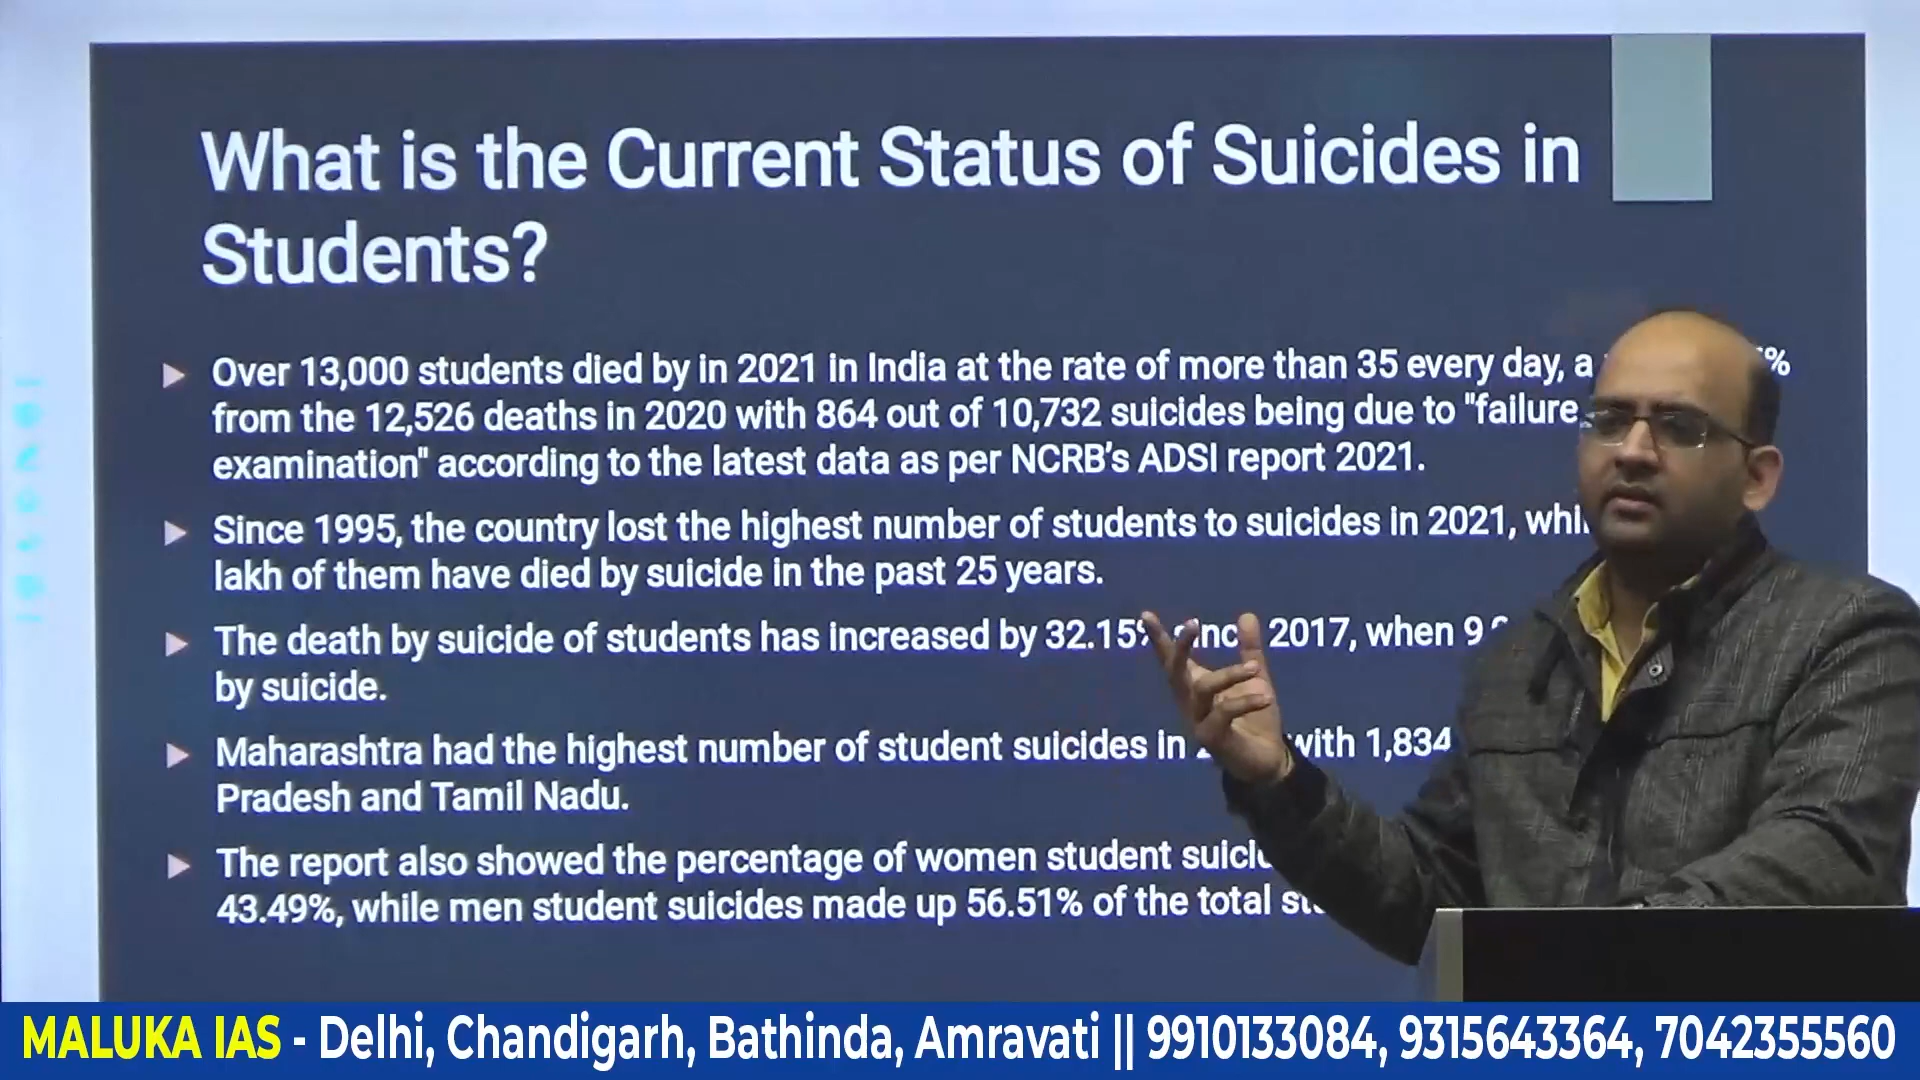 What is the Current Status of Suicides in
Students?
Over 13,000 students died by in 2021 in India at the rate of more than 35 every day, a %
from the 12,526 deaths in 2020 with 864 out of 10,732 suicides being due to "failure
examination" according to the latest data as per NCRB's ADSI report 2021.
Since 1995, the country lost the highest number of students to suicides in 2021, whi
lakh of them have died by suicide in the past 25 years.
The death by suicide of students has increased by 32.15% since 2017, when 9
by suicide.
Maharashtra had the highest number of student suicides in with 1,834
Pradesh and Tamil Nadu.
The report also showed the percentage of women student suic
43.49%, while men student suicides made up 56.51% of the total
MALUKA IAS - Delhi, Chandigarh, Bathinda, Amravati || 9910133084, 9315643364, 7042355560